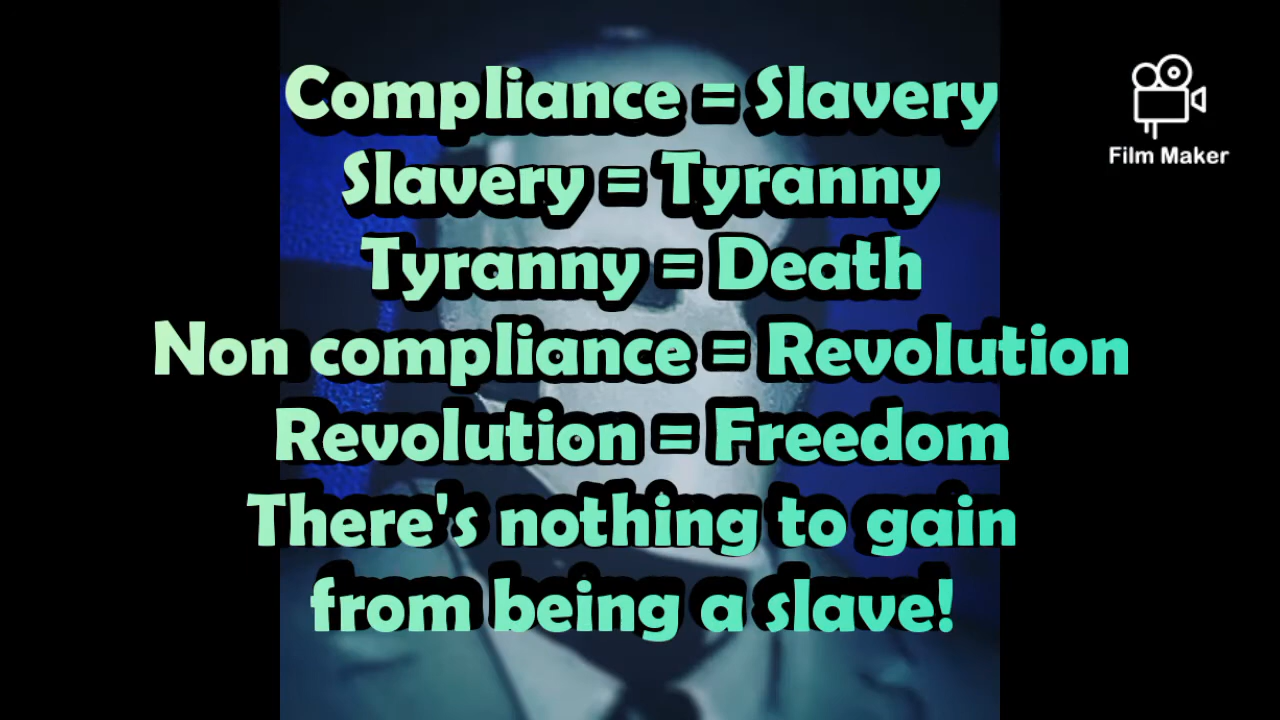 Compliance = Slavery
Slavery = Tyranny
Tyranny = Death
Non compliance = Revolution
Revolution = Freedom
There's nothing to gain
from being a slave!
Film Maker